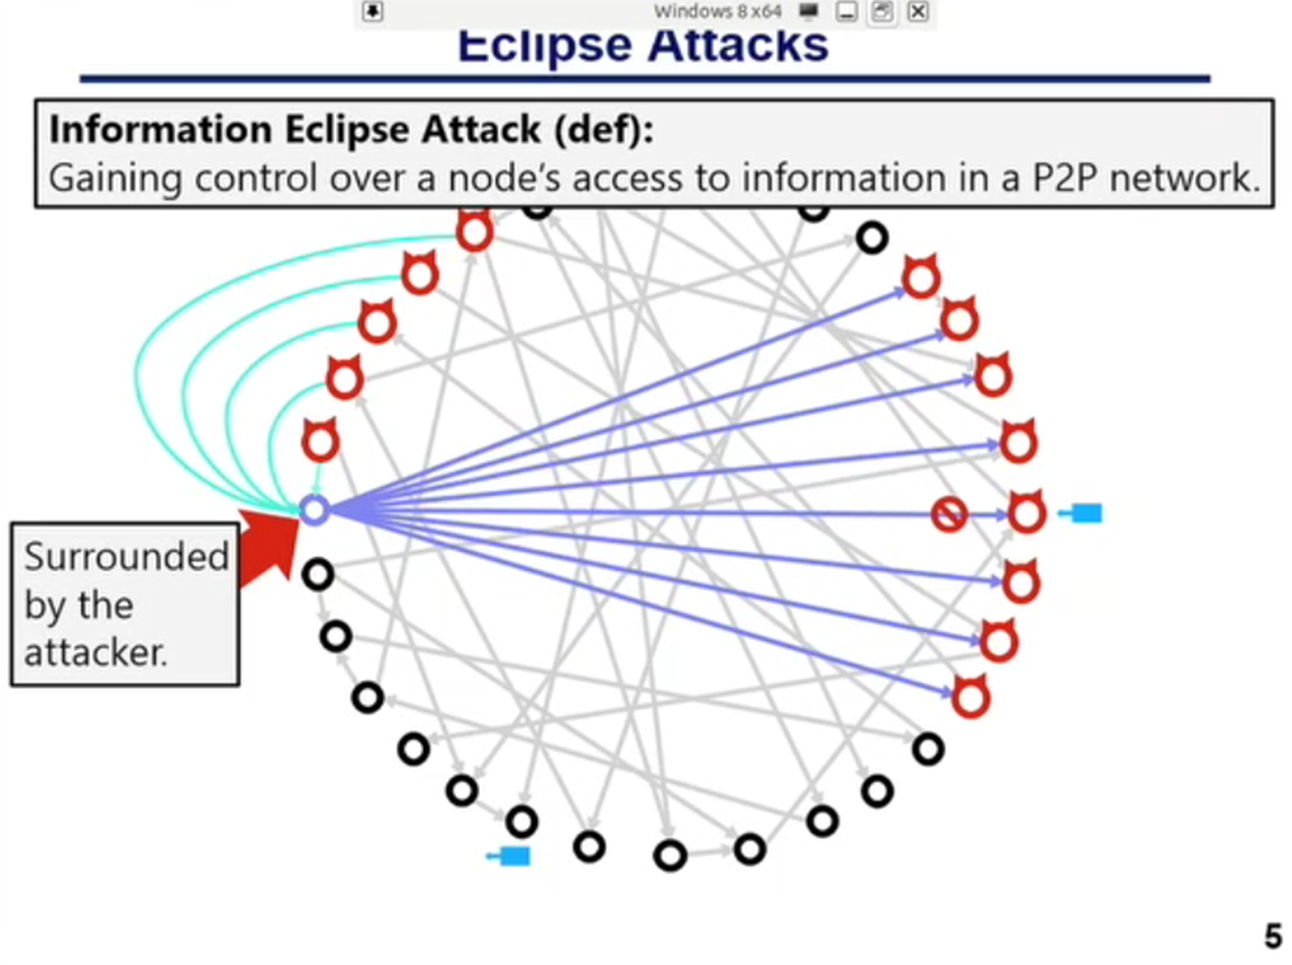 Windows 8 x64
Eclipse Attacks
Information Eclipse Attack (def):
Gaining control over a node's access to information in a P2P network.
Surrounded
by the
attacker.
5